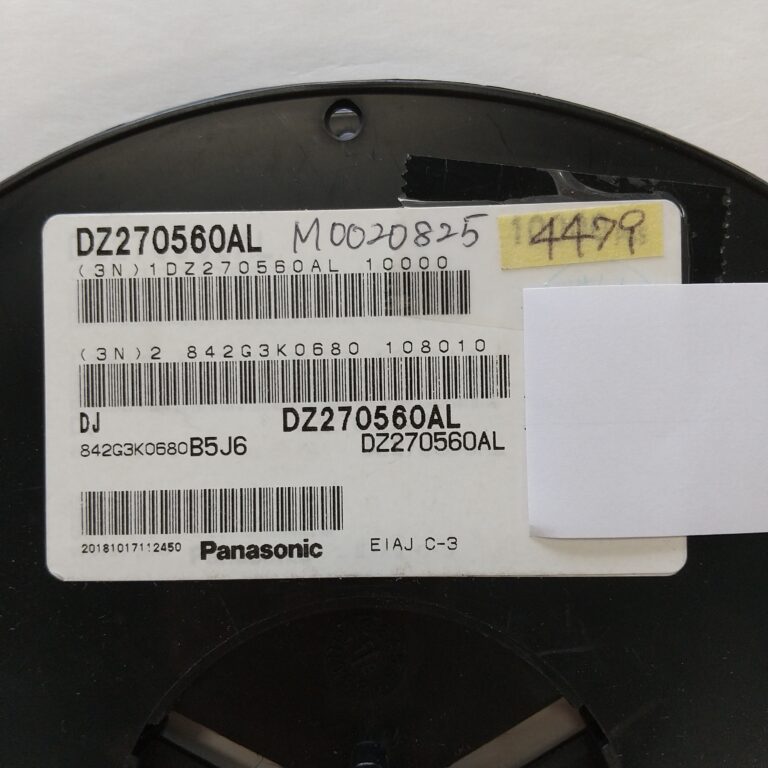 DZ270560AL M0020825 4479
(3N)1DZ270560AL 10000
(3N)2 842G3K0680 108010
DJ DZ270560AL
842G3K0680B5J6 DZ270560AL
20181017112450 Panasonic EIAJ C-3